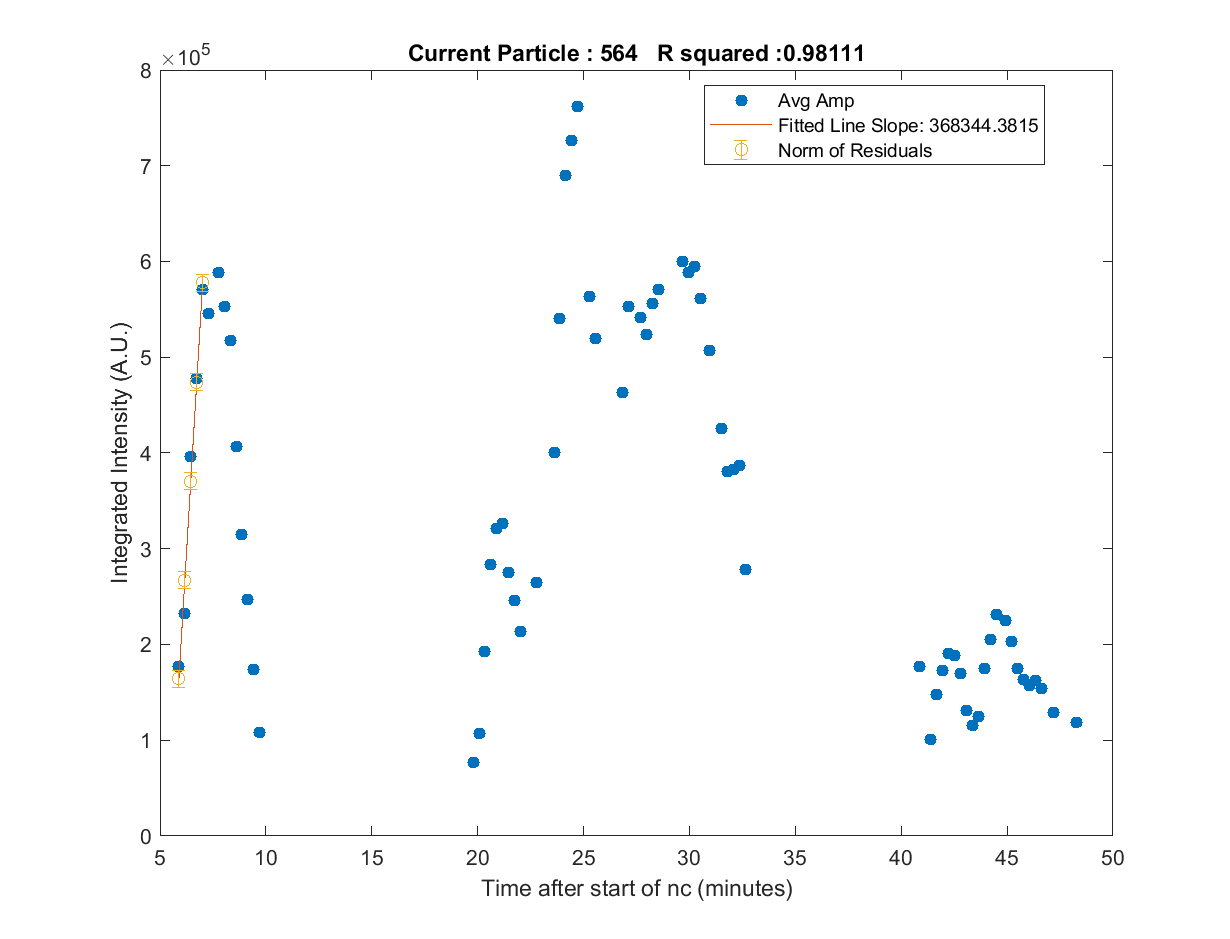 Current Particle : 564 R squared :0.98111
×10^5
8
7
6
5
4
3
2
1
0
Integrated Intensity (A.U.)
Avg Amp
Fitted Line Slope: 368344.3815
Norm of Residuals
5 10 15 20 25 30 35 40 45 50
Time after start of nc (minutes)